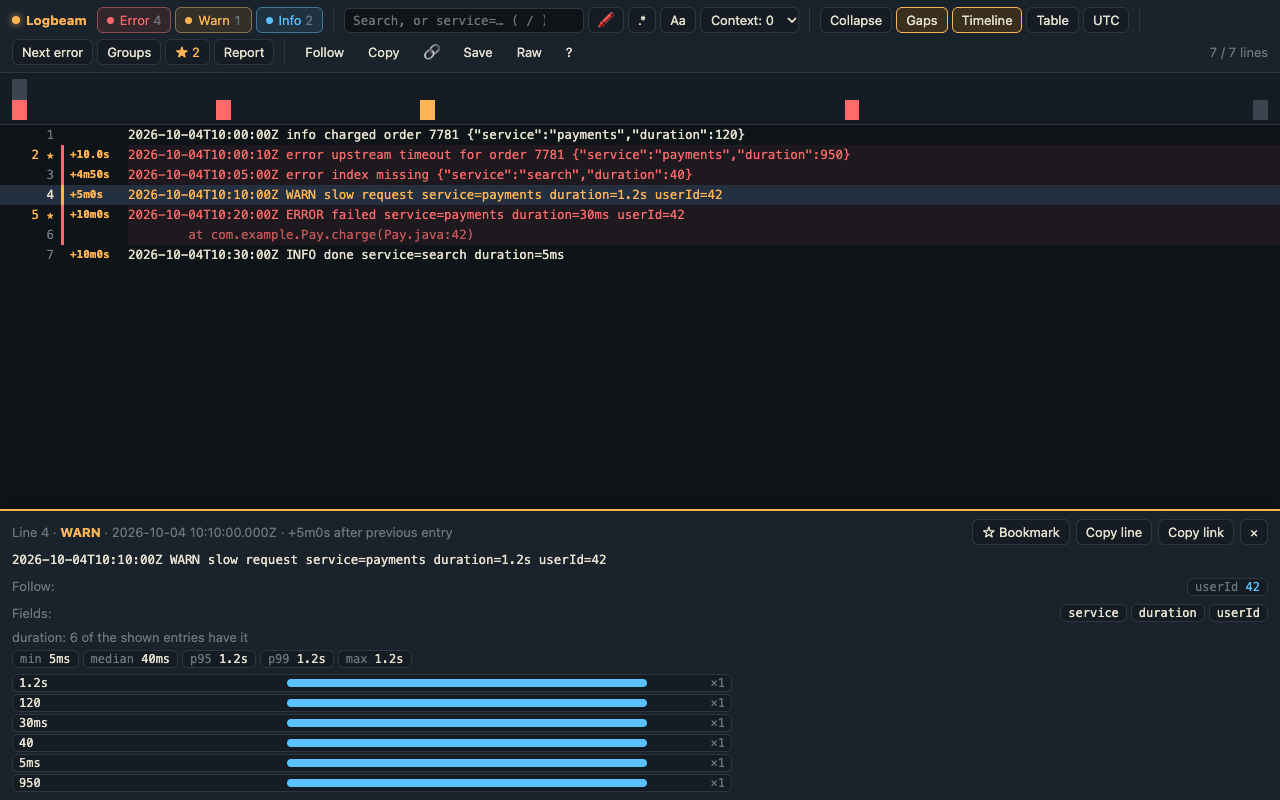 Logbeam Error 4 Warn 1 Info 2 Search, or service=… ( / ) .* Aa Context: 0 Collapse Gaps Timeline Table UTC
Next error Groups ★ 2 Report Follow Copy Save Raw ? 7 / 7 lines
1 2026-10-04T10:00:00Z info charged order 7781 {"service":"payments","duration":120}
2 ★ +10.0s 2026-10-04T10:00:10Z error upstream timeout for order 7781 {"service":"payments","duration":950}
3 +4m50s 2026-10-04T10:05:00Z error index missing {"service":"search","duration":40}
4 +5m0s 2026-10-04T10:10:00Z WARN slow request service=payments duration=1.2s userId=42
5 ★ +10m0s 2026-10-04T10:20:00Z ERROR failed service=payments duration=30ms userId=42
6 at com.example.Pay.charge(Pay.java:42)
7 +10m0s 2026-10-04T10:30:00Z INFO done service=search duration=5ms
Line 4 · WARN · 2026-10-04 10:10:00.000Z · +5m0s after previous entry ☆ Bookmark Copy line Copy link ×
2026-10-04T10:10:00Z WARN slow request service=payments duration=1.2s userId=42
Follow: userId 42
Fields: service duration userId
duration: 6 of the shown entries have it
min 5ms median 40ms p95 1.2s p99 1.2s max 1.2s
1.2s ×1
120 ×1
30ms ×1
40 ×1
5ms ×1
950 ×1